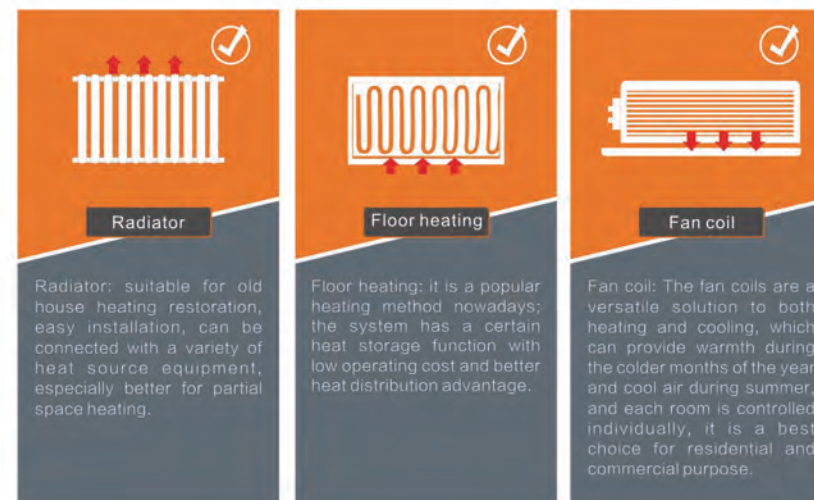 Radiator
Radiator: suitable for old
house heating restoration,
easy installation, can be
connected with a variety of
heat source equipment,
especially better for partial
space heating.
Floor heating
Floor heating: it is a popular
heating method nowadays;
the system has a certain
heat storage function with
low operating cost and better
heat distribution advantage.
Fan coil
Fan coil: The fan coils are a
versatile solution to both
heating and cooling, which
can provide warmth during
the colder months of the year
and cool air during summer,
and each room is controlled
individually, it is a best
choice for residential and
commercial purpose.